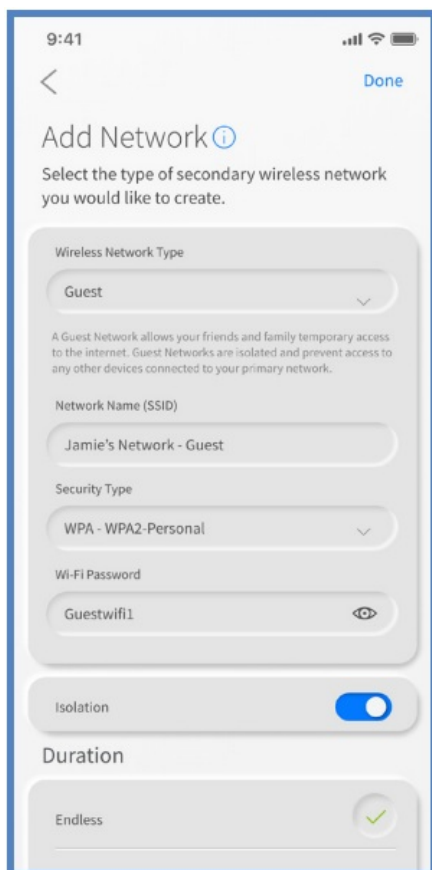 9:41
Done
Add Network
Select the type of secondary wireless network
you would like to create.
Wireless Network Type
Guest
A Guest Network allows your friends and family temporary access
to the internet. Guest Networks are isolated and prevent access to
any other devices connected to your primary network.
Network Name (SSID)
Jamie's Network - Guest
Security Type
WPA - WPA2-Personal
Wi-Fi Password
Guestwifi1
Isolation
Duration
Endless